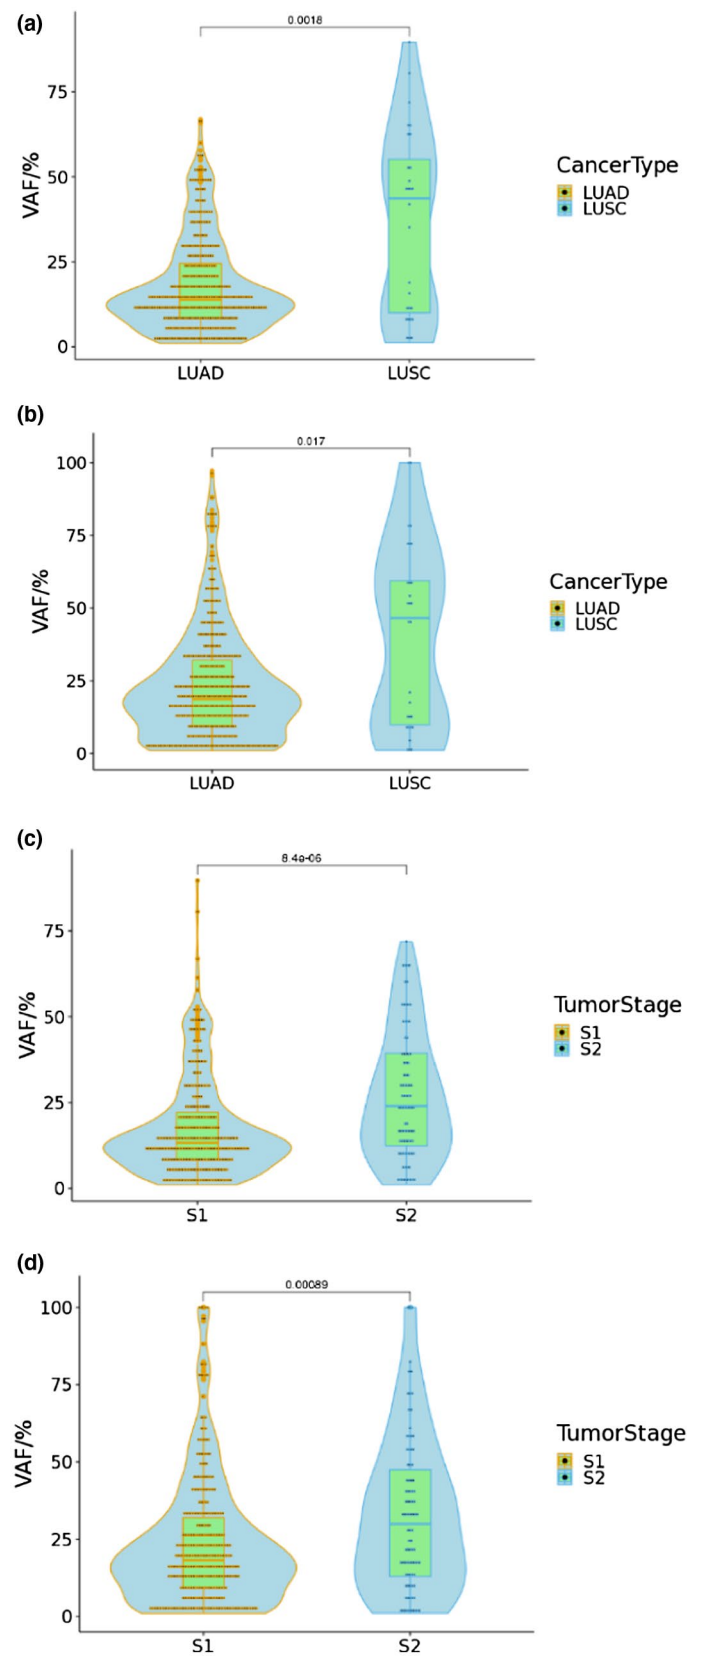 (a)
0.0018
75
50
25
0
VAF/%
LUAD
LUSC
CancerType
LUAD
LUSC
(b)
0.017
100
75
50
25
0
VAF/%
LUAD
LUSC
CancerType
LUAD
LUSC
(c)
8.4e-06
75
50
25
0
VAF/%
S1
S2
TumorStage
S1
S2
(d)
0.00089
100
75
50
25
0
VAF/%
S1
S2
TumorStage
S1
S2